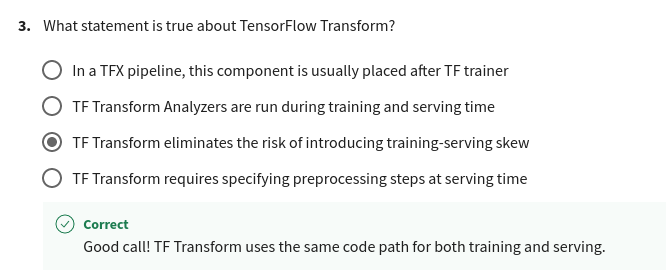 3. What statement is true about TensorFlow Transform?
In a TFX pipeline, this component is usually placed after TF trainer
TF Transform Analyzers are run during training and serving time
TF Transform eliminates the risk of introducing training-serving skew
TF Transform requires specifying preprocessing steps at serving time
Correct
Good call! TF Transform uses the same code path for both training and serving.